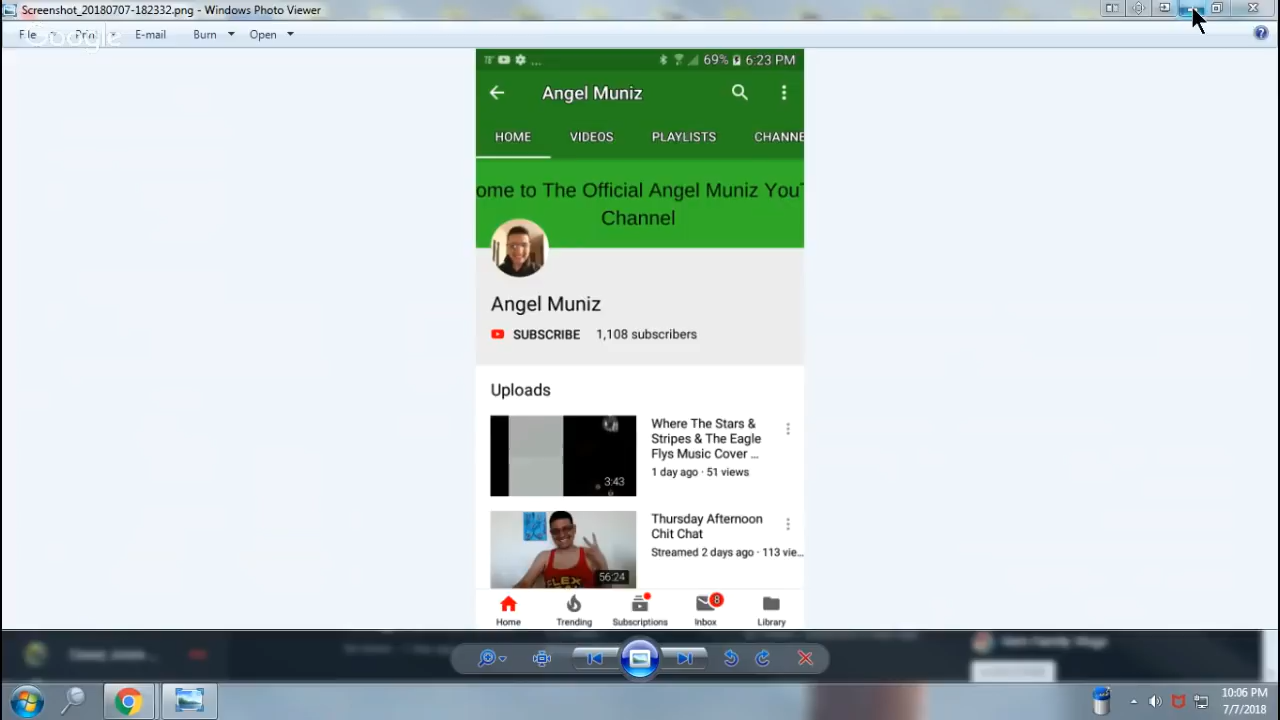 Screenshot_20180707-182332.png - Windows Photo Viewer
File Print E-mail Burn Open
Google
... 69% 6:23 PM
Angel Muniz
HOME VIDEOS PLAYLISTS CHANNE
ome to The Official Angel Muniz YouT
Channel
Angel Muniz
SUBSCRIBE 1,108 subscribers
Uploads
Where The Stars &
Stripes & The Eagle
Flys Music Cover ...
1 day ago · 51 views
3:43
Thursday Afternoon
Chit Chat
Streamed 2 days ago · 113 vie...
FLEX
56:24
8
Home Trending Subscriptions Inbox Library
10:06 PM
7/7/2018